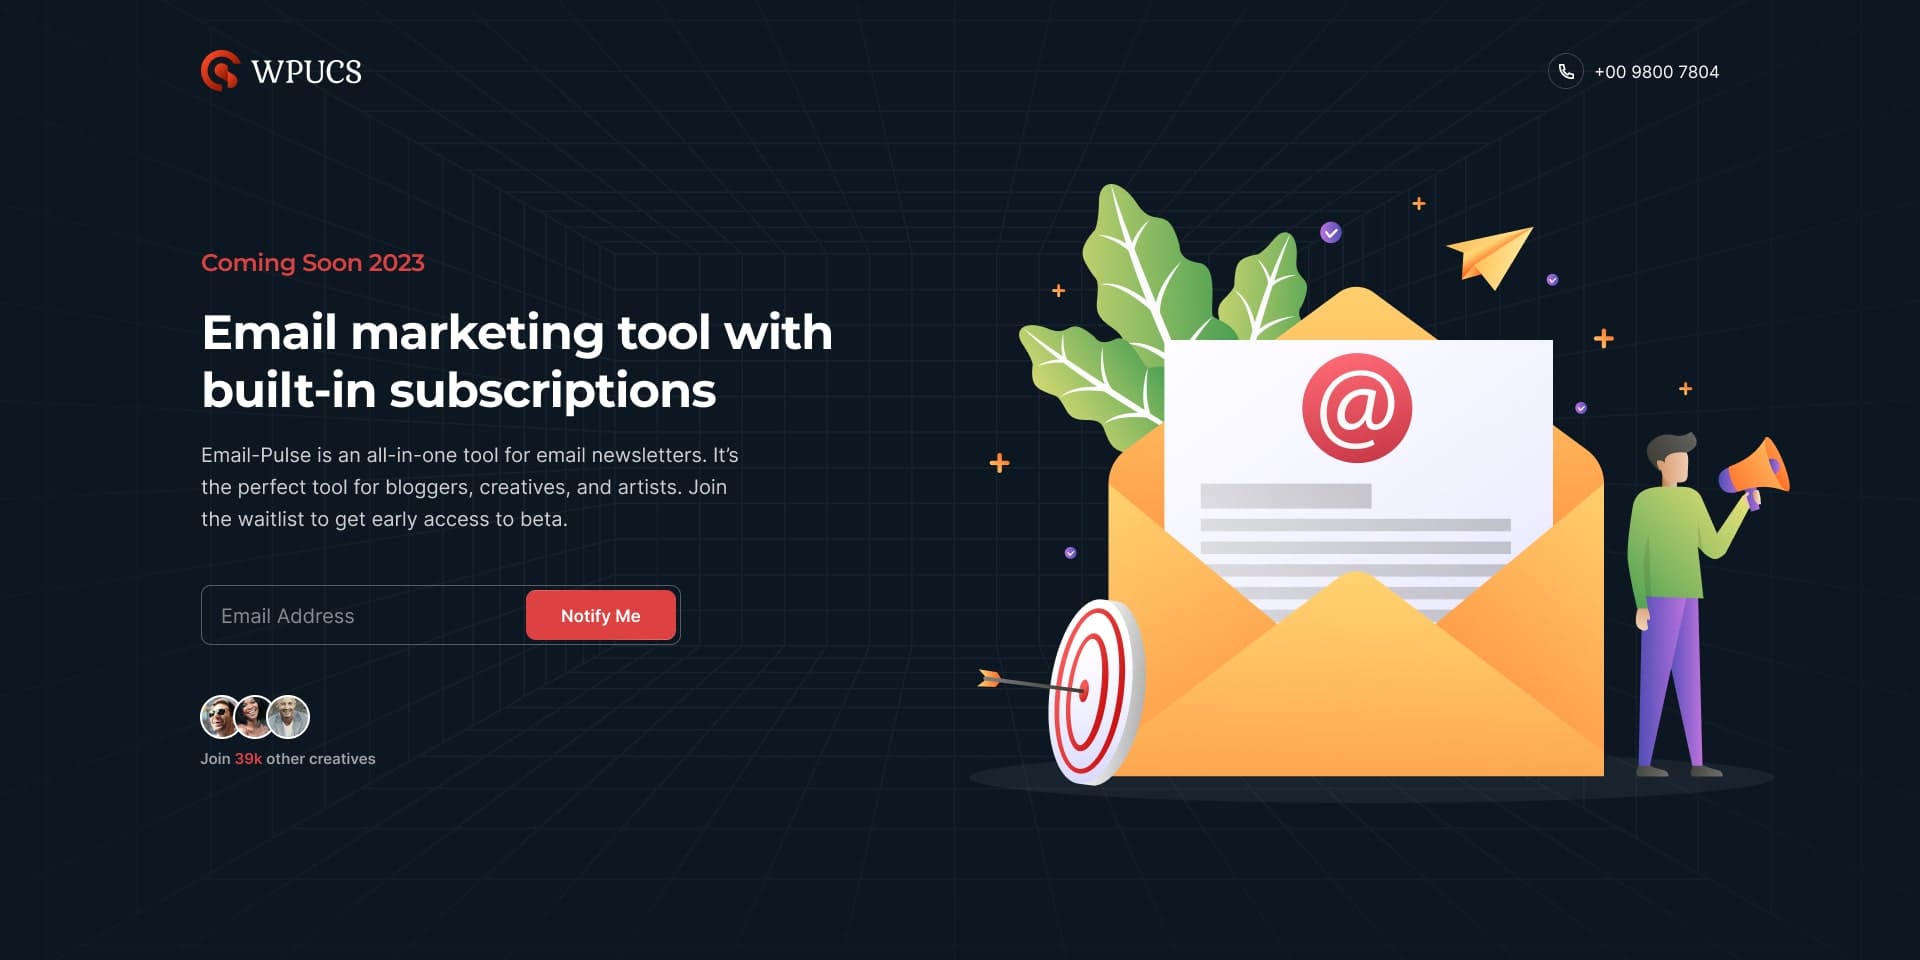 WPUCS
+00 9800 7804
Coming Soon 2023
Email marketing tool with
built-in subscriptions
Email-Pulse is an all-in-one tool for email newsletters. It’s
the perfect tool for bloggers, creatives, and artists. Join
the waitlist to get early access to beta.
Email Address
Notify Me
Join 39k other creatives
@